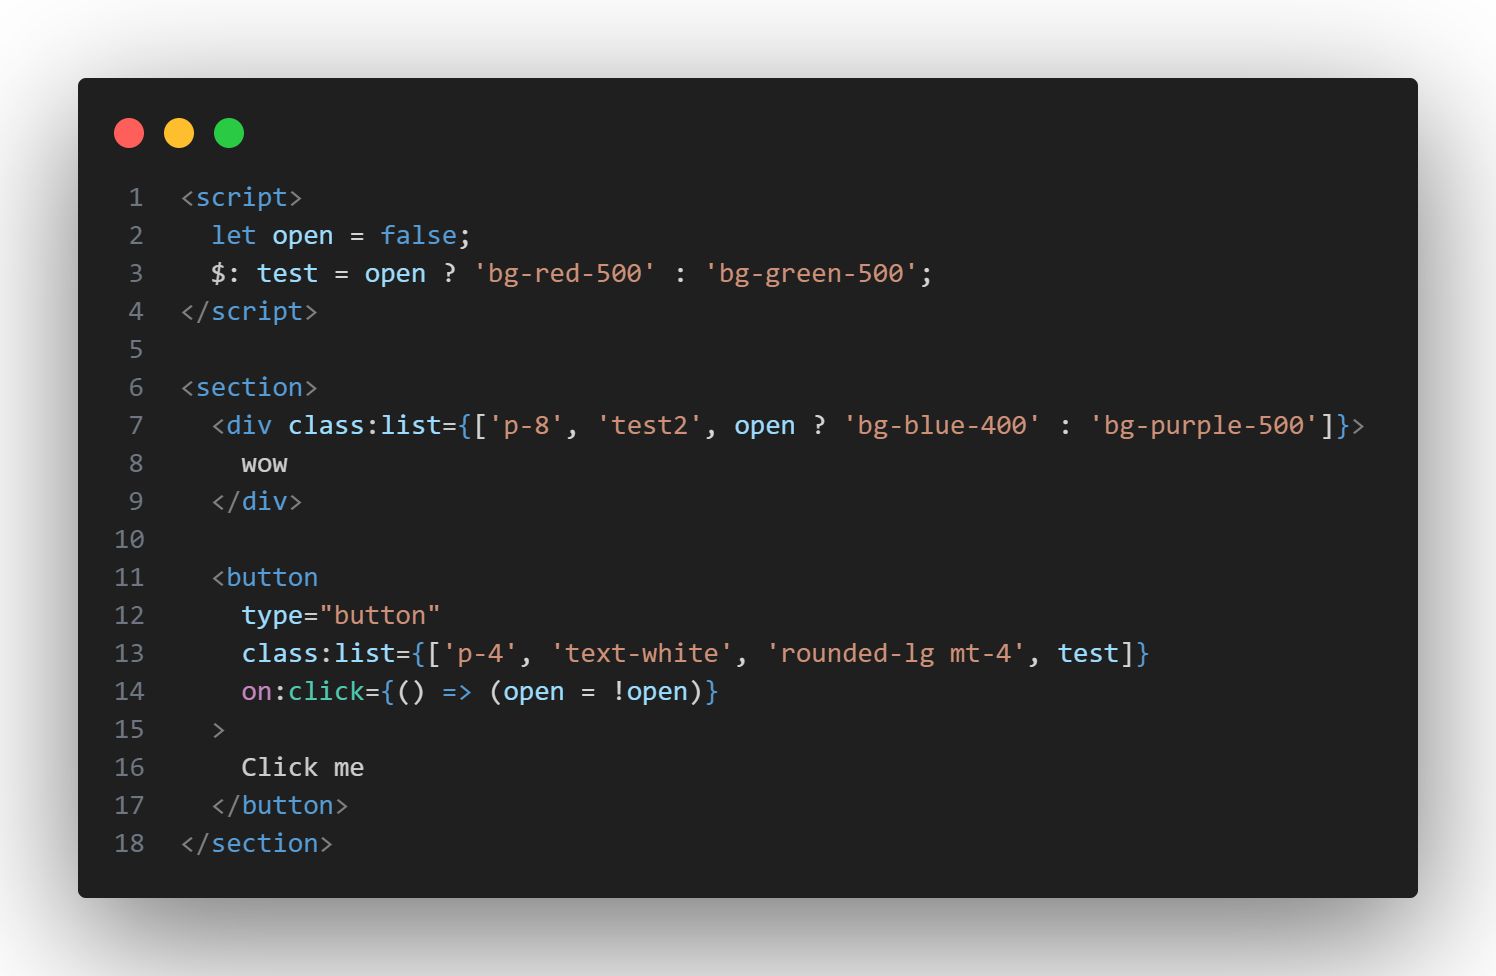 1 <script>
2   let open = false;
3   $: test = open ? 'bg-red-500' : 'bg-green-500';
4 </script>
5
6 <section>
7   <div class:list={['p-8', 'test2', open ? 'bg-blue-400' : 'bg-purple-500']}>
8     wow
9   </div>
10
11   <button
12     type="button"
13     class:list={['p-4', 'text-white', 'rounded-lg mt-4', test]}
14     on:click={() => (open = !open)}
15   >
16     Click me
17   </button>
18 </section>